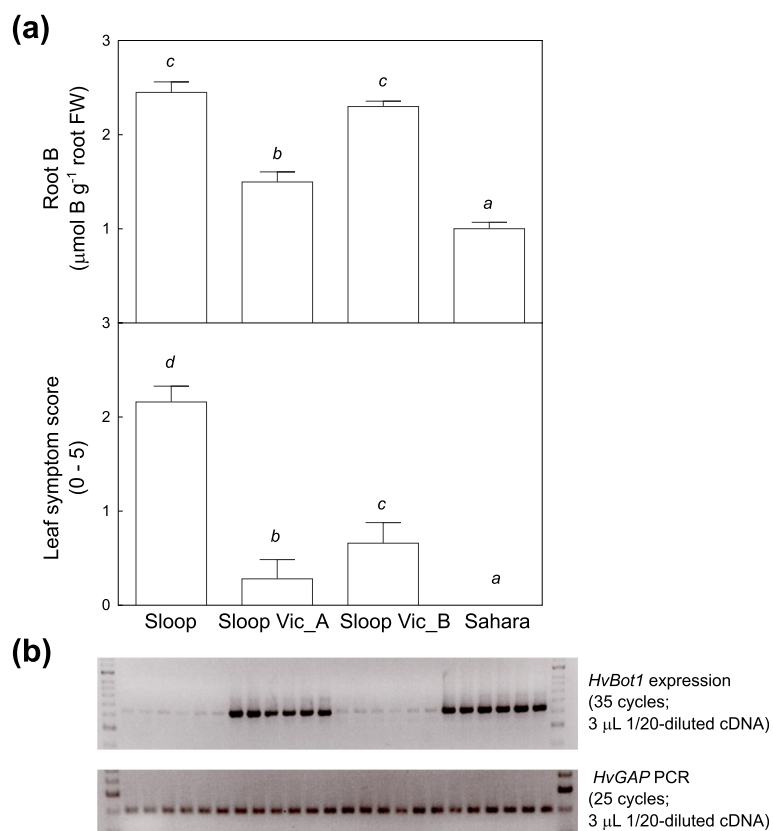 (a)
3
c
c
2
b
a
1
Root B
(µmol B g-1 root FW)
3
d
2
c
1
b
a
0
Leaf symptom score
(0 - 5)
Sloop Sloop Vic_A Sloop Vic_B Sahara
(b)
HvBot1 expression
(35 cycles;
3 µL 1/20-diluted cDNA)
HvGAP PCR
(25 cycles;
3 µL 1/20-diluted cDNA)